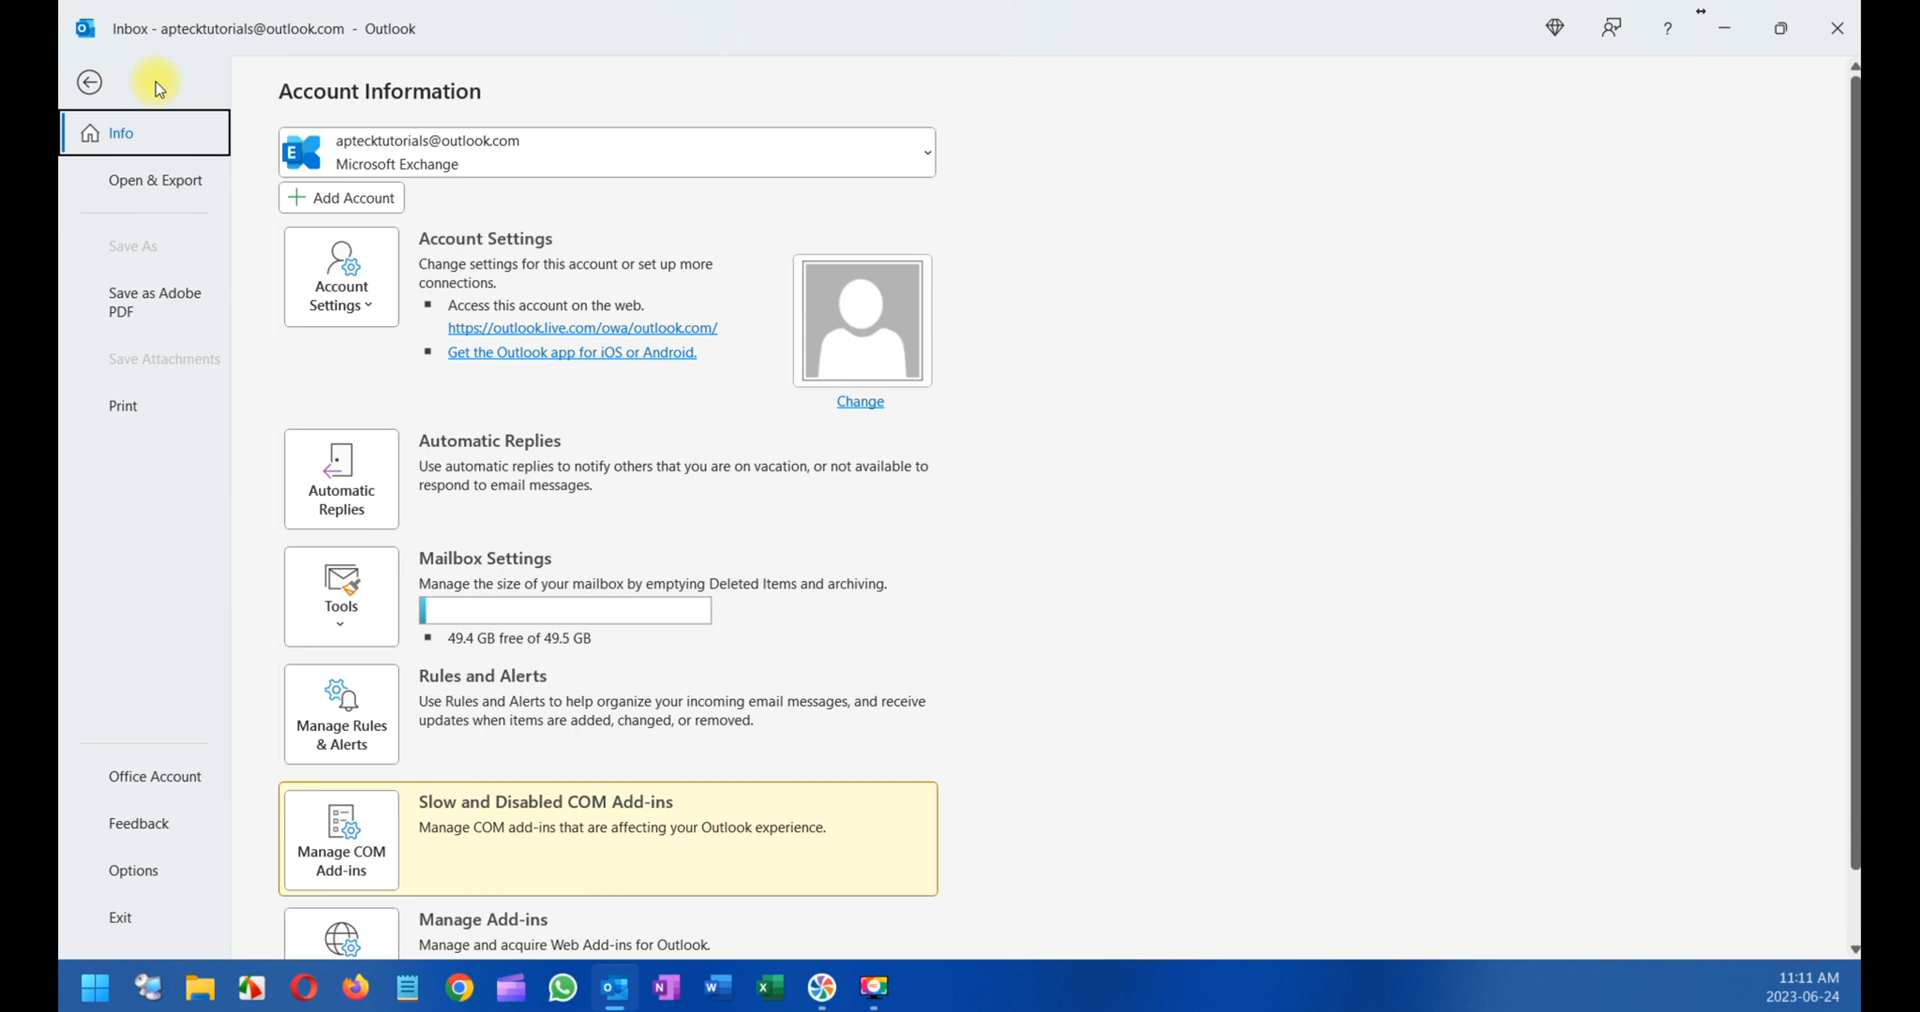 Inbox - aptecktutorials@outlook.com - Outlook
?
Info
Open & Export
Save As
Save as Adobe
PDF
Save Attachments
Print
Office Account
Feedback
Options
Exit
Account Information
E
aptecktutorials@outlook.com
Microsoft Exchange
Add Account
Account
Settings
Account Settings
Change settings for this account or set up more
connections.
Access this account on the web.
https://outlook.live.com/owa/outlook.com/
Get the Outlook app for iOS or Android.
Change
Automatic
Replies
Automatic Replies
Use automatic replies to notify others that you are on vacation, or not available to
respond to email messages.
Tools
Mailbox Settings
Manage the size of your mailbox by emptying Deleted Items and archiving.
49.4 GB free of 49.5 GB
Manage Rules
& Alerts
Rules and Alerts
Use Rules and Alerts to help organize your incoming email messages, and receive
updates when items are added, changed, or removed.
Manage COM
Add-ins
Slow and Disabled COM Add-ins
Manage COM add-ins that are affecting your Outlook experience.
Manage Add-ins
Manage and acquire Web Add-ins for Outlook.
11:11 AM
2023-06-24